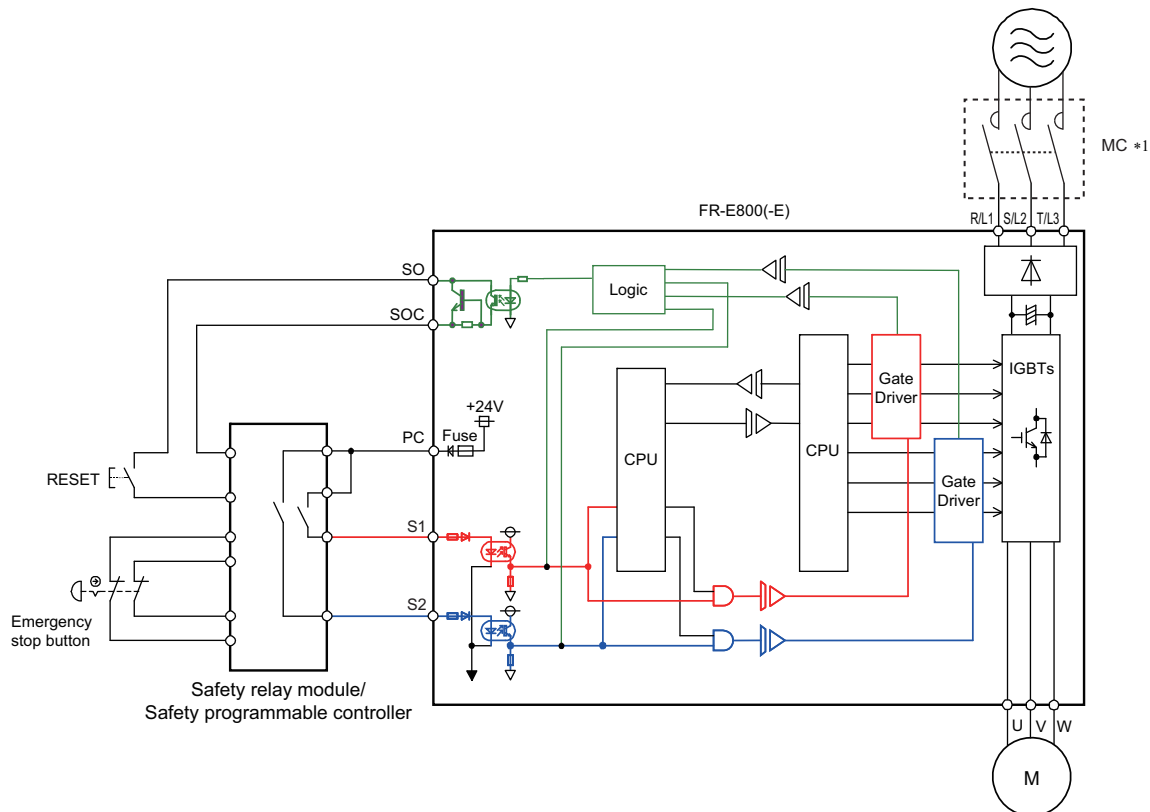 MC *1
FR-E800(-E)
R/L1 S/L2 T/L3
SO
Logic
SOC
IGBTs
Gate
Driver
+24V
PC
Fuse
CPU
CPU
Gate
Driver
RESET
S1
S2
Emergency
stop button
Safety relay module/
Safety programmable controller
U V W
M